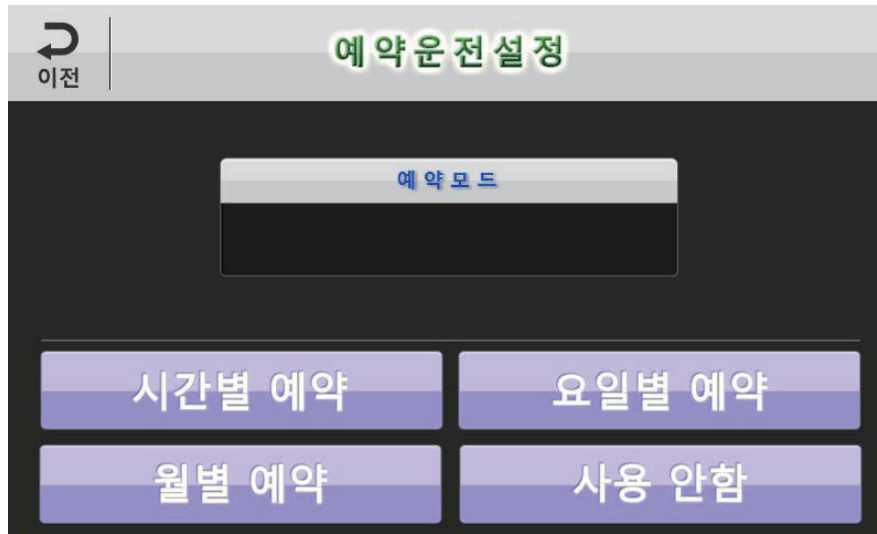 이전
예약운전설정
예약모드
시간별 예약
요일별 예약
월별 예약
사용 안함